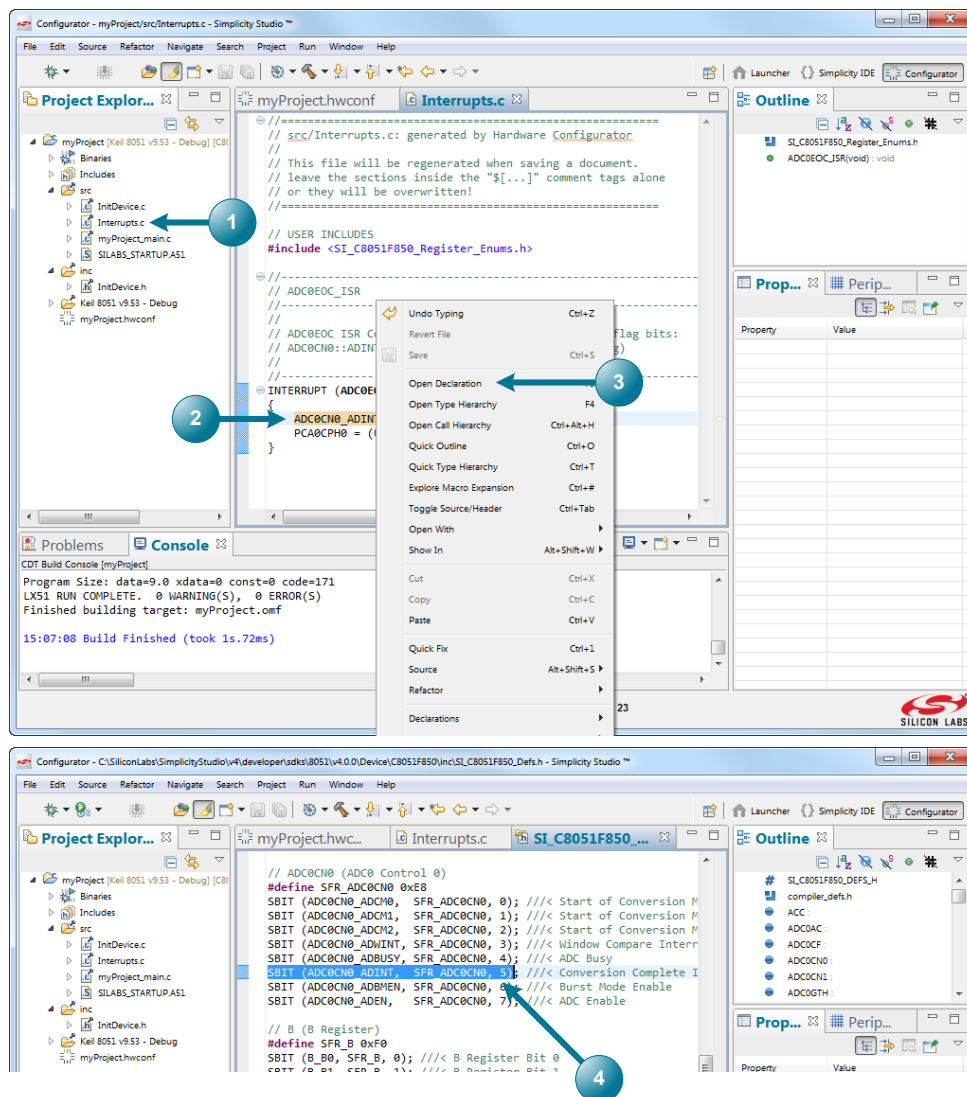 Configurator - myProject/src/Interrupts.c - Simplicity Studio ™
File Edit Source Refactor Navigate Search Project Run Window Help
Launcher {} Simplicity IDE Configurator
Project Explor...
myProject [Keil 8051 v9.53 - Debug] [C8
Binaries
Includes
src
InitDevice.c
Interrupts.c
myProject_main.c
SILABS_STARTUP.A51
inc
InitDevice.h
Keil 8051 v9.53 - Debug
myProject.hwconf
1
myProject.hwconf
Interrupts.c
//=========================================================
// src/Interrupts.c: generated by Hardware Configurator
//
// This file will be regenerated when saving a document.
// leave the sections inside the "$[...]" comment tags alone
// or they will be overwritten!
//=========================================================
// USER INCLUDES
#include <SI_C8051F850_Register_Enums.h>
//-----------------------------------------------------------------
// ADC0EOC_ISR
//-----------------------------------------------------------------
//
// ADC0EOC ISR Co flag bits:
// ADC0CN0::ADINT
//
//-----------------------------------------------------------------
INTERRUPT (ADC0EO
{
ADC0CN0_ADINT
PCA0CPH0 = (U
}
2
Undo Typing Ctrl+Z
Revert File
Save Ctrl+S
Open Declaration
3
Open Type Hierarchy F4
Open Call Hierarchy Ctrl+Alt+H
Quick Outline Ctrl+O
Quick Type Hierarchy Ctrl+T
Explore Macro Expansion Ctrl+#
Toggle Source/Header Ctrl+Tab
Open With
Show In Alt+Shift+W
Cut Ctrl+X
Copy Ctrl+C
Paste Ctrl+V
Quick Fix Ctrl+1
Source Alt+Shift+S
Refactor
Declarations
Outline
SI_C8051F850_Register_Enums.h
ADC0EOC_ISR(void) : void
Prop... Perip...
Property Value
Problems Console
CDT Build Console [myProject]
Program Size: data=9.0 xdata=0 const=0 code=171
LX51 RUN COMPLETE. 0 WARNING(S), 0 ERROR(S)
Finished building target: myProject.omf
15:07:08 Build Finished (took 1s.72ms)
23
SILICON LABS
Configurator - C:\SiliconLabs\SimplicityStudio\v4\developer\sdks\8051\v4.0.0\Device\C8051F850\inc\SI_C8051F850_Defs.h - Simplicity Studio ™
File Edit Source Refactor Navigate Search Project Run Window Help
Launcher {} Simplicity IDE Configurator
Project Explor...
myProject [Keil 8051 v9.53 - Debug] [C8
Binaries
Includes
src
InitDevice.c
Interrupts.c
myProject_main.c
SILABS_STARTUP.A51
inc
InitDevice.h
Keil 8051 v9.53 - Debug
myProject.hwconf
myProject.hwc... Interrupts.c SI_C8051F850_...
// ADC0CN0 (ADC0 Control 0)
#define SFR_ADC0CN0 0xE8
SBIT (ADC0CN0_ADCM0, SFR_ADC0CN0, 0); ///< Start of Conversion M
SBIT (ADC0CN0_ADCM1, SFR_ADC0CN0, 1); ///< Start of Conversion M
SBIT (ADC0CN0_ADCM2, SFR_ADC0CN0, 2); ///< Start of Conversion M
SBIT (ADC0CN0_ADWINT, SFR_ADC0CN0, 3); ///< Window Compare Interr
SBIT (ADC0CN0_ADBUSY, SFR_ADC0CN0, 4); ///< ADC Busy
SBIT (ADC0CN0_ADINT, SFR_ADC0CN0, 5); ///< Conversion Complete I
SBIT (ADC0CN0_ADBMEN, SFR_ADC0CN0, 6); ///< Burst Mode Enable
SBIT (ADC0CN0_ADEN, SFR_ADC0CN0, 7); ///< ADC Enable
// B (B Register)
#define SFR_B 0xF0
SBIT (B_B0, SFR_B, 0); ///< B Register Bit 0
SBIT (B_B1, SFR_B, 1); ///< B Register Bit 1
4
Outline
SI_C8051F850_DEFS_H
compiler_defs.h
ACC :
ADC0AC :
ADC0CF :
ADC0CN0 :
ADC0CN1 :
ADC0GTH :
Prop... Perip...
Property Value